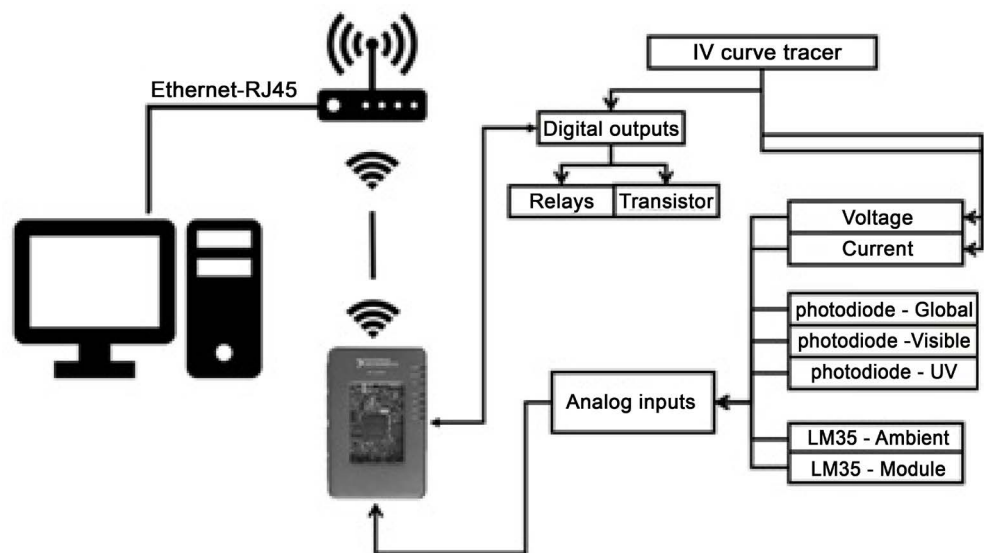 IV curve tracer
Ethernet-RJ45
Digital outputs
Relays
Transistor
Voltage
Current
photodiode - Global
photodiode -Visible
photodiode - UV
Analog inputs
LM35 - Ambient
LM35 - Module